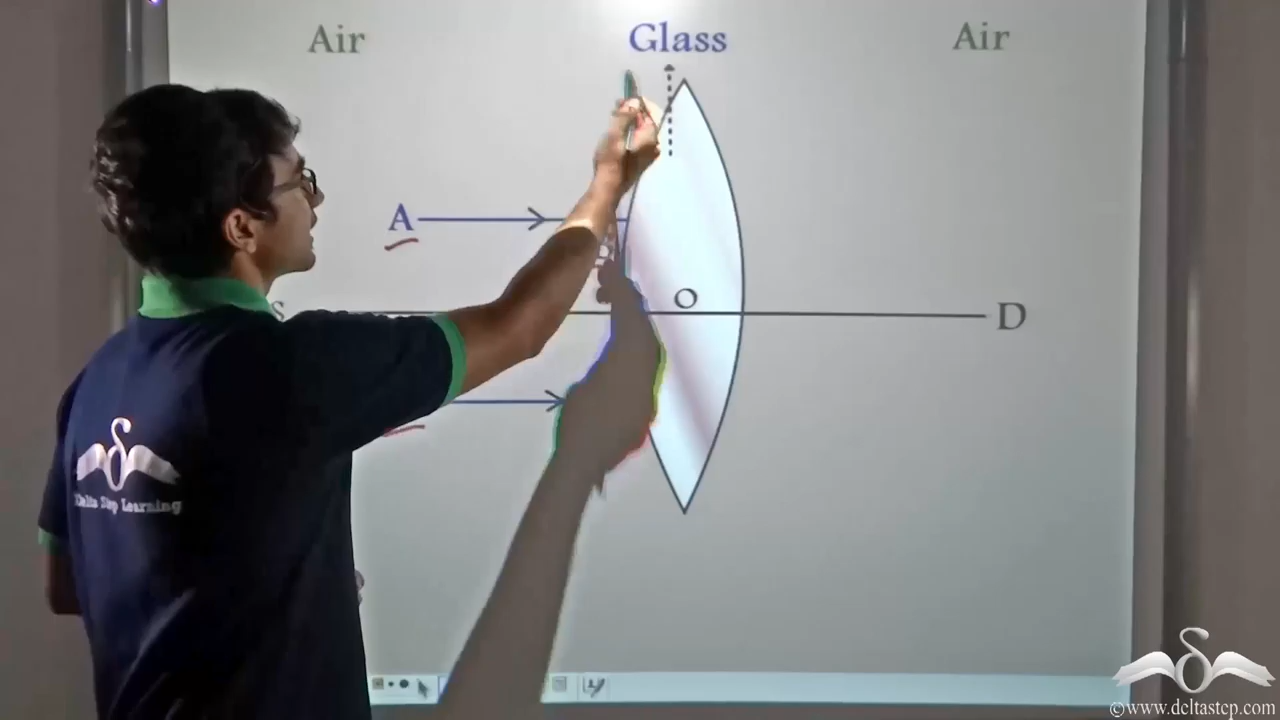 Air Glass Air
A
O
D
Delta Step Learning
©www.deltastep.com